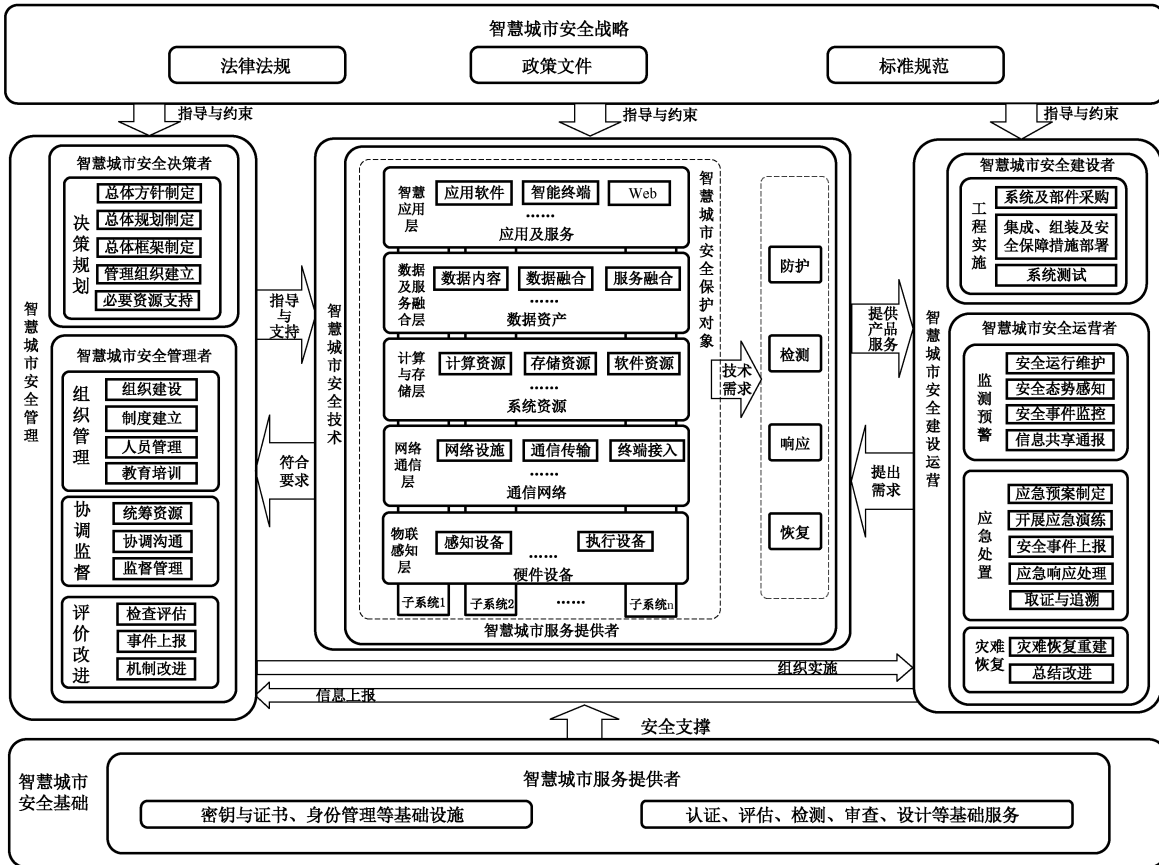 智慧城市安全战略
法律法规
政策文件
标准规范
指导与约束
指导与约束
指导与约束
智慧城市安全管理
智慧城市安全决策者
决策规划
总体方针制定
总体规划制定
总体框架制定
管理组织建立
必要资源支持
智慧城市安全管理者
组织管理
组织建设
制度建立
人员管理
教育培训
协调监督
统筹资源
协调沟通
监督管理
评价改进
检查评估
事件上报
机制改进
指导
与
支持
符合
要求
智慧城市安全技术
智慧
应用层
应用软件
智能终端
Web
……
应用及服务
数据
及服
务融
合层
数据内容
数据融合
服务融合
……
数据资产
计算
与存
储层
计算资源
存储资源
软件资源
……
系统资源
网络
通信
层
网络设施
通信传输
终端接入
……
通信网络
物联
感知
层
感知设备
……
执行设备
硬件设备
子系统1
子系统2
……
子系统n
智慧城市安全保护对象
智慧城市服务提供者
技术
需求
防护
检测
响应
恢复
提供
产品
服务
提出
需求
智慧城市安全建设运营
智慧城市安全建设者
工程实施
系统及部件采购
集成、组装及安
全保障措施部署
系统测试
智慧城市安全运营者
监测预警
安全运行维护
安全态势感知
安全事件监控
信息共享通报
应急处置
应急预案制定
开展应急演练
安全事件上报
应急响应处理
取证与追溯
灾难
恢复
灾难恢复重建
总结改进
组织实施
信息上报
安全支撑
智慧城市
安全基础
智慧城市服务提供者
密钥与证书、身份管理等基础设施
认证、评估、检测、审查、设计等基础服务